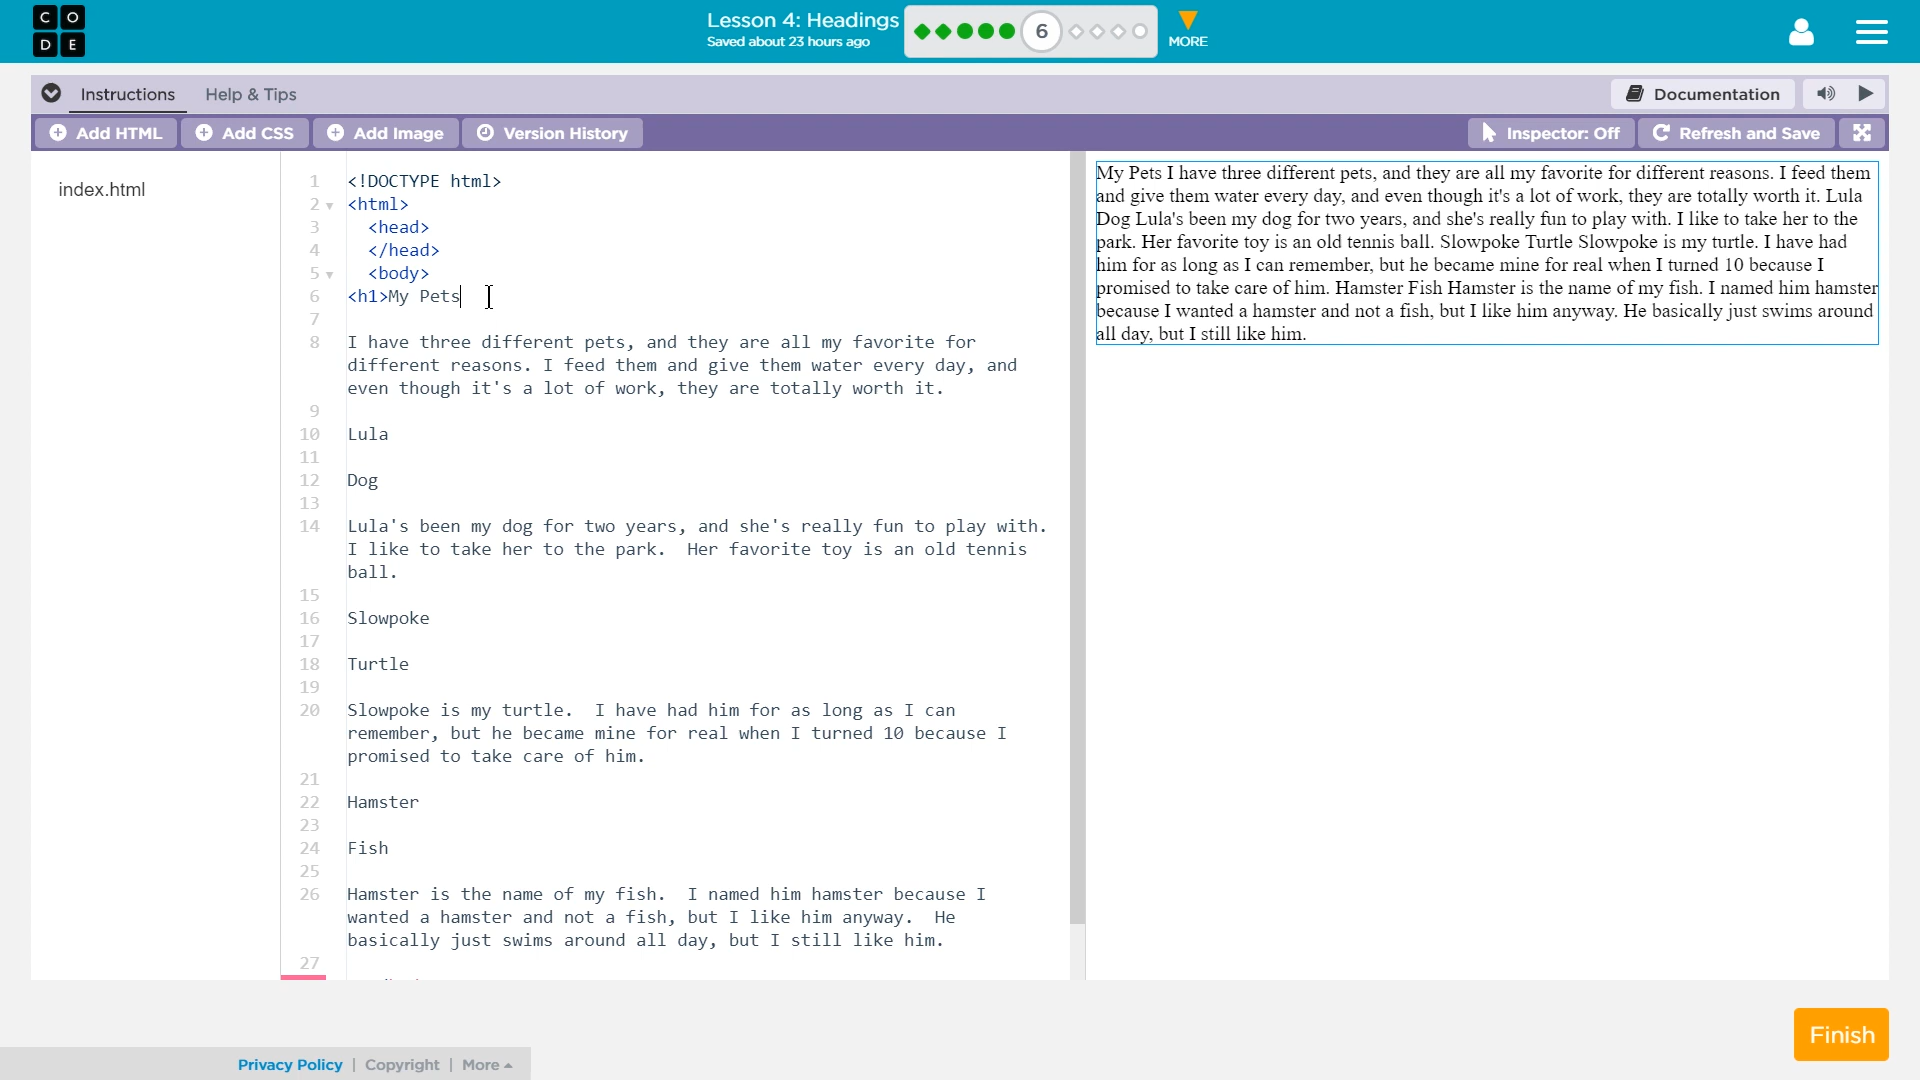 CODE
Lesson 4: Headings
Saved about 23 hours ago
6
MORE
Instructions
Help & Tips
Documentation
Add HTML
Add CSS
Add Image
Version History
Inspector: Off
Refresh and Save
index.html
1 <!DOCTYPE html>
2 <html>
3 <head>
4 </head>
5 <body>
6 <h1>My Pets
7
8 I have three different pets, and they are all my favorite for
different reasons. I feed them and give them water every day, and
even though it's a lot of work, they are totally worth it.
9
10 Lula
11
12 Dog
13
14 Lula's been my dog for two years, and she's really fun to play with.
I like to take her to the park.  Her favorite toy is an old tennis
ball.
15
16 Slowpoke
17
18 Turtle
19
20 Slowpoke is my turtle.  I have had him for as long as I can
remember, but he became mine for real when I turned 10 because I
promised to take care of him.
21
22 Hamster
23
24 Fish
25
26 Hamster is the name of my fish.  I named him hamster because I
wanted a hamster and not a fish, but I like him anyway.  He
basically just swims around all day, but I still like him.
27
My Pets I have three different pets, and they are all my favorite for different reasons. I feed them
and give them water every day, and even though it's a lot of work, they are totally worth it. Lula
Dog Lula's been my dog for two years, and she's really fun to play with. I like to take her to the
park. Her favorite toy is an old tennis ball. Slowpoke Turtle Slowpoke is my turtle. I have had
him for as long as I can remember, but he became mine for real when I turned 10 because I
promised to take care of him. Hamster Fish Hamster is the name of my fish. I named him hamster
because I wanted a hamster and not a fish, but I like him anyway. He basically just swims around
all day, but I still like him.
Finish
Privacy Policy | Copyright | More